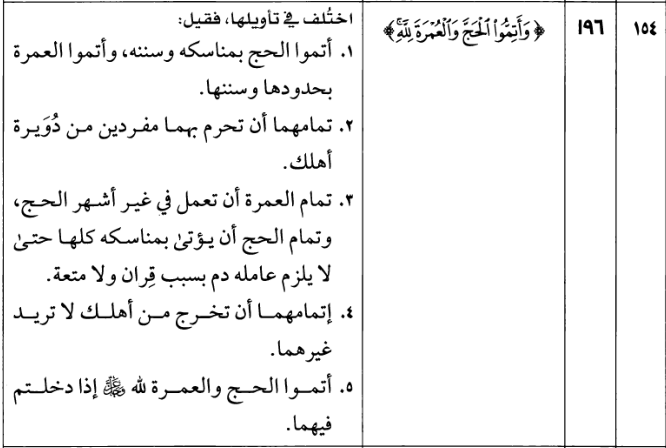 ١٥٤
١٩٦
﴿ وَأَتِمُّوا۟ ٱلْحَجَّ وَٱلْعُمْرَةَ لِلَّهِ ﴾
اختُلف في تأويلها، فقيل:
١. أتموا الحج بمناسكه وسننه، وأتموا العمرة
بحدودها وسننها.
٢. تمامهما أن تحرم بهما مفردين من دُوَيرة
أهلك.
٣. تمام العمرة أن تعمل في غير أشهر الحج،
وتمام الحج أن يؤتىٰ بمناسكه كلها حتىٰ
لا يلزم عامله دم بسبب قِران ولا متعة.
٤. إتمامهما أن تخرج من أهلك لا تريد
غيرهما.
٥. أتموا الحج والعمرة لله ﷻ إذا دخلتم
فيهما.